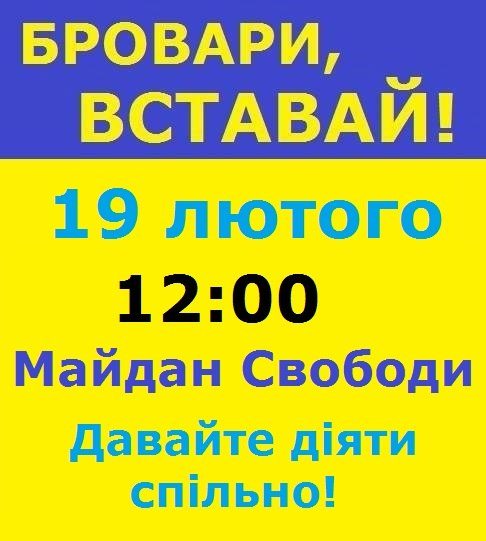 БРОВАРИ,
ВСТАВАЙ!
19 лютого
12:00
Майдан Свободи
Давайте діяти
спільно!